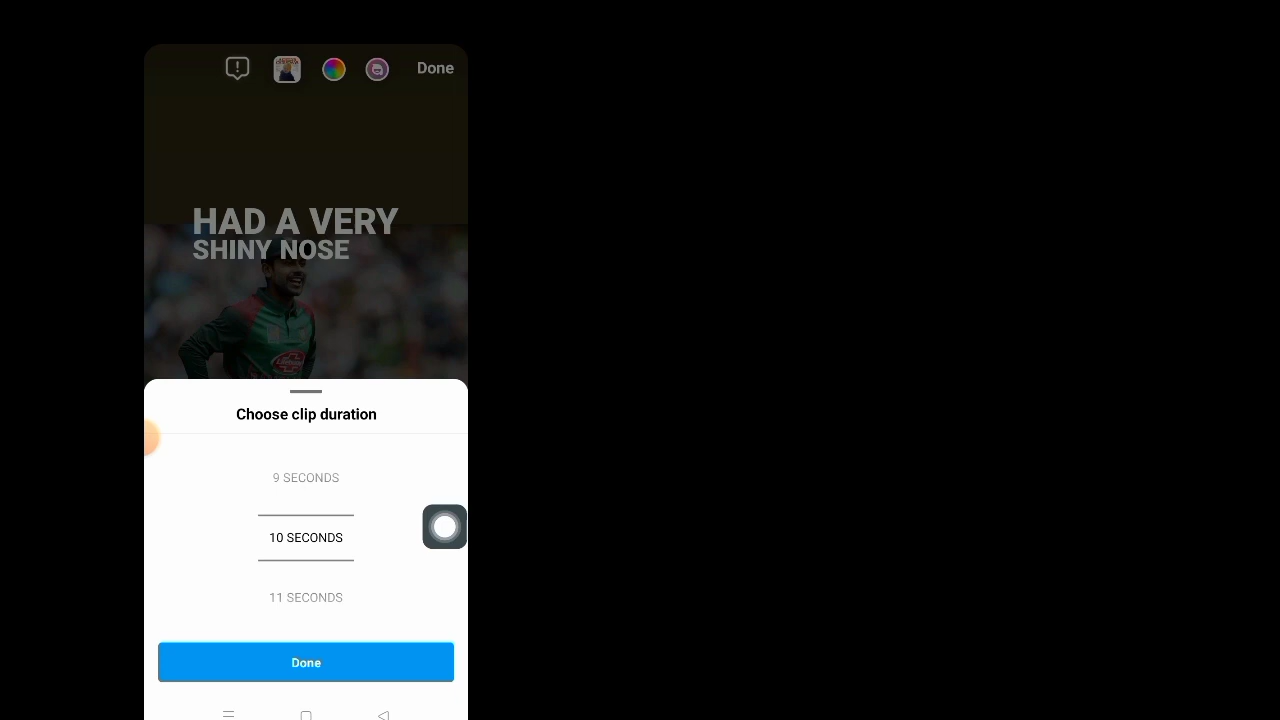 Done
HAD A VERY
SHINY NOSE
Choose clip duration
9 SECONDS
10 SECONDS
11 SECONDS
Done